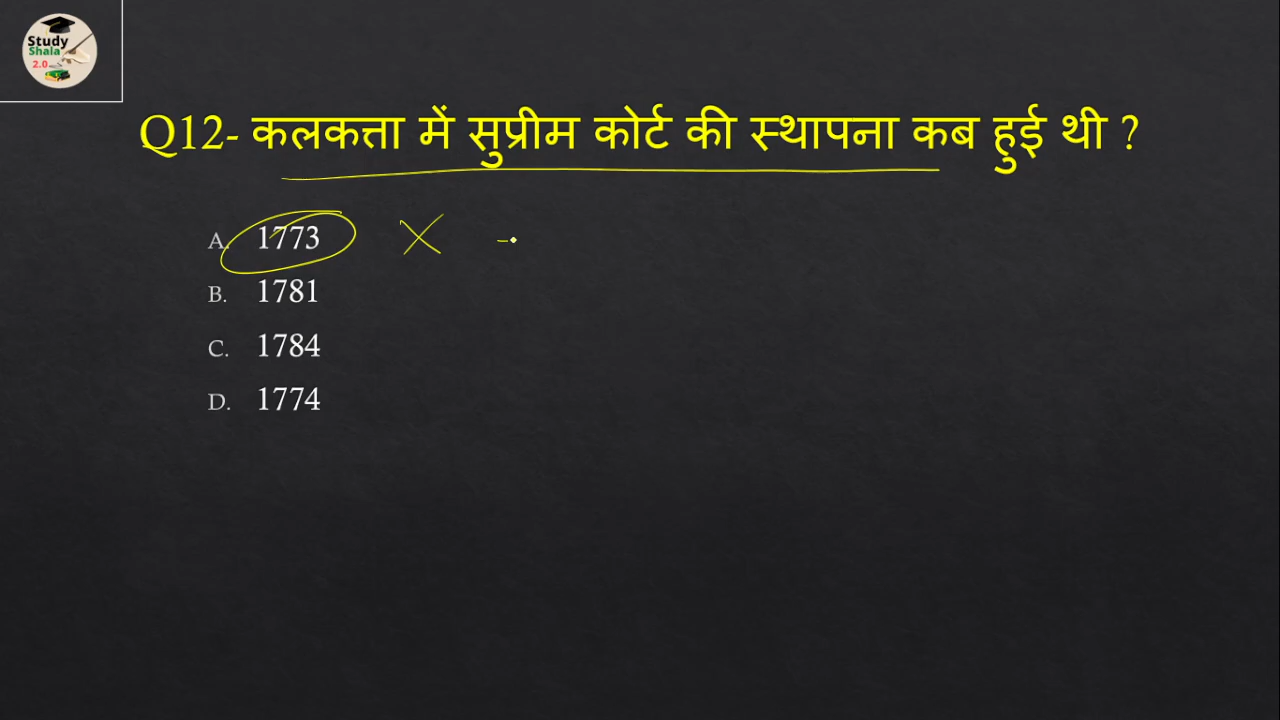 Study
Shala
2.0
Q12- कलकत्ता में सुप्रीम कोर्ट की स्थापना कब हुई थी ?
A. 1773
B. 1781
C. 1784
D. 1774